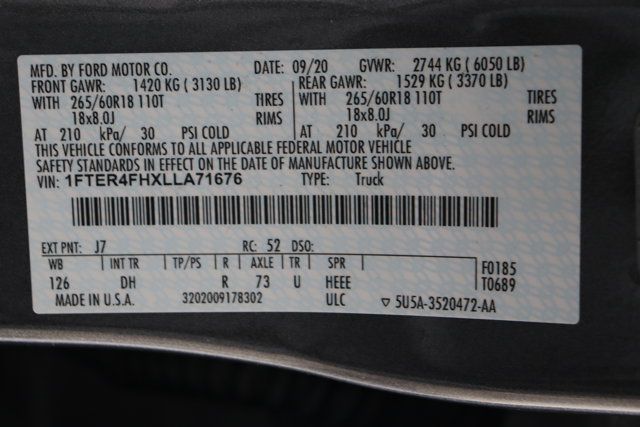 MFD. BY FORD MOTOR CO. DATE: 09/20 GVWR: 2744 KG ( 6050 LB)
FRONT GAWR: 1420 KG ( 3130 LB) REAR GAWR: 1529 KG ( 3370 LB)
WITH 265/60R18 110T TIRES WITH 265/60R18 110T TIRES
18x8.0J RIMS 18x8.0J RIMS
AT 210 kPa/ 30 PSI COLD AT 210 kPa/ 30 PSI COLD
THIS VEHICLE CONFORMS TO ALL APPLICABLE FEDERAL MOTOR VEHICLE
SAFETY STANDARDS IN EFFECT ON THE DATE OF MANUFACTURE SHOWN ABOVE.
VIN: 1FTER4FHXLLA71676 TYPE: Truck
EXT PNT: J7 RC: 52 DSO:
WB INT TR TP/PS R AXLE TR SPR F0185
126 DH R 73 U HEEE T0689
MADE IN U.S.A. 3202009178302 ULC ▽ 5U5A-3520472-AA